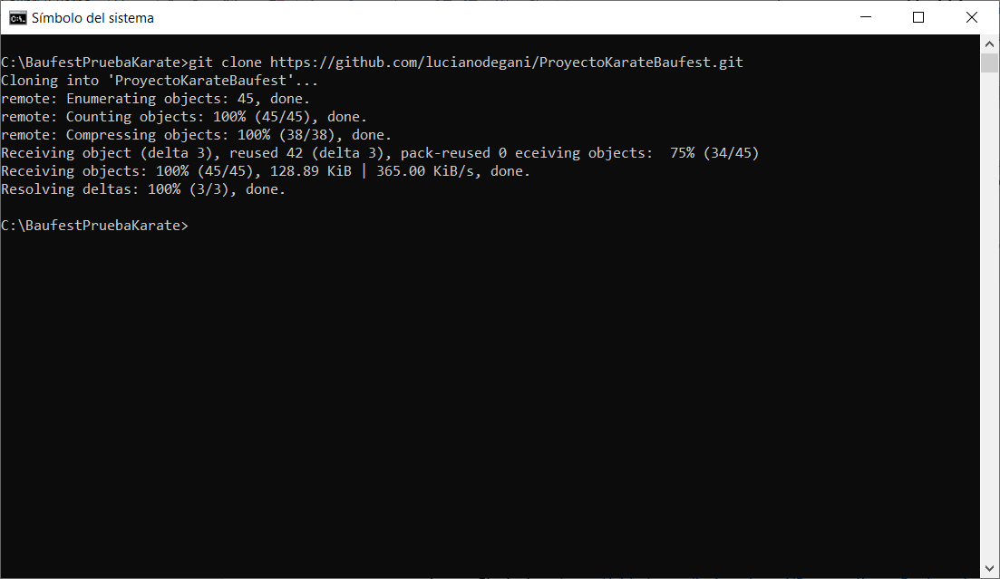 Símbolo del sistema
C:\BaufestPruebaKarate>git clone https://github.com/lucianodegani/ProyectoKarateBaufest.git
Cloning into 'ProyectoKarateBaufest'...
remote: Enumerating objects: 45, done.
remote: Counting objects: 100% (45/45), done.
remote: Compressing objects: 100% (38/38), done.
Receiving object (delta 3), reused 42 (delta 3), pack-reused 0 eceiving objects:  75% (34/45)
Receiving objects: 100% (45/45), 128.89 KiB | 365.00 KiB/s, done.
Resolving deltas: 100% (3/3), done.
C:\BaufestPruebaKarate>